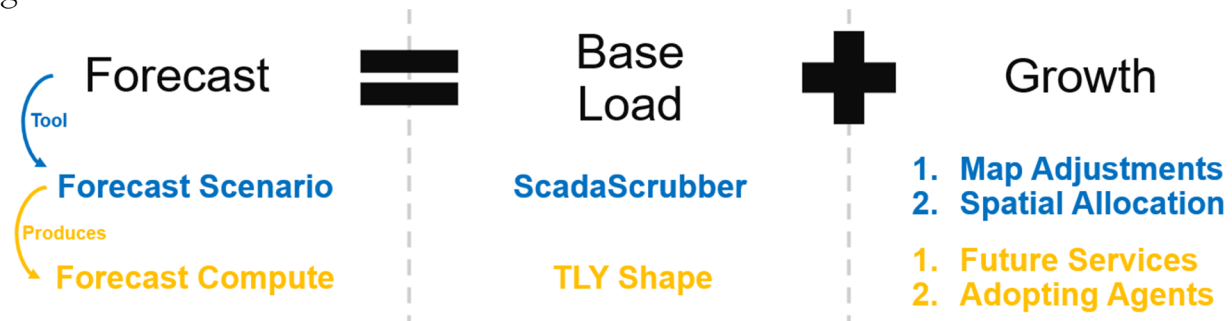 g
Forecast = Base Load + Growth
Tool
Forecast Scenario
ScadaScrubber
1. Map Adjustments
2. Spatial Allocation
Produces
Forecast Compute
TLY Shape
1. Future Services
2. Adopting Agents